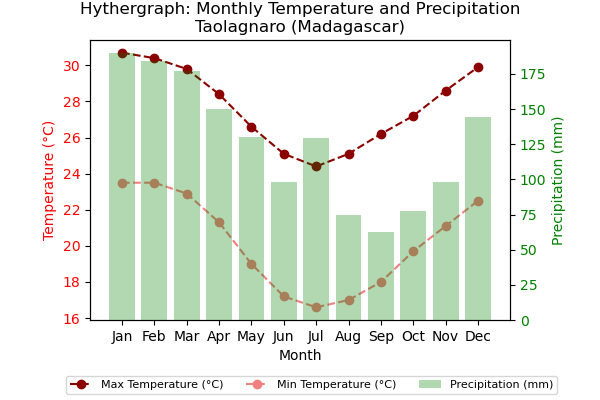 Hythergraph: Monthly Temperature and Precipitation
Taolagnaro (Madagascar)
Temperature (°C)
30
28
26
24
22
20
18
16
175
150
125
100
75
50
25
0
Precipitation (mm)
Jan Feb Mar Apr May Jun Jul Aug Sep Oct Nov Dec
Month
Max Temperature (°C) Min Temperature (°C) Precipitation (mm)